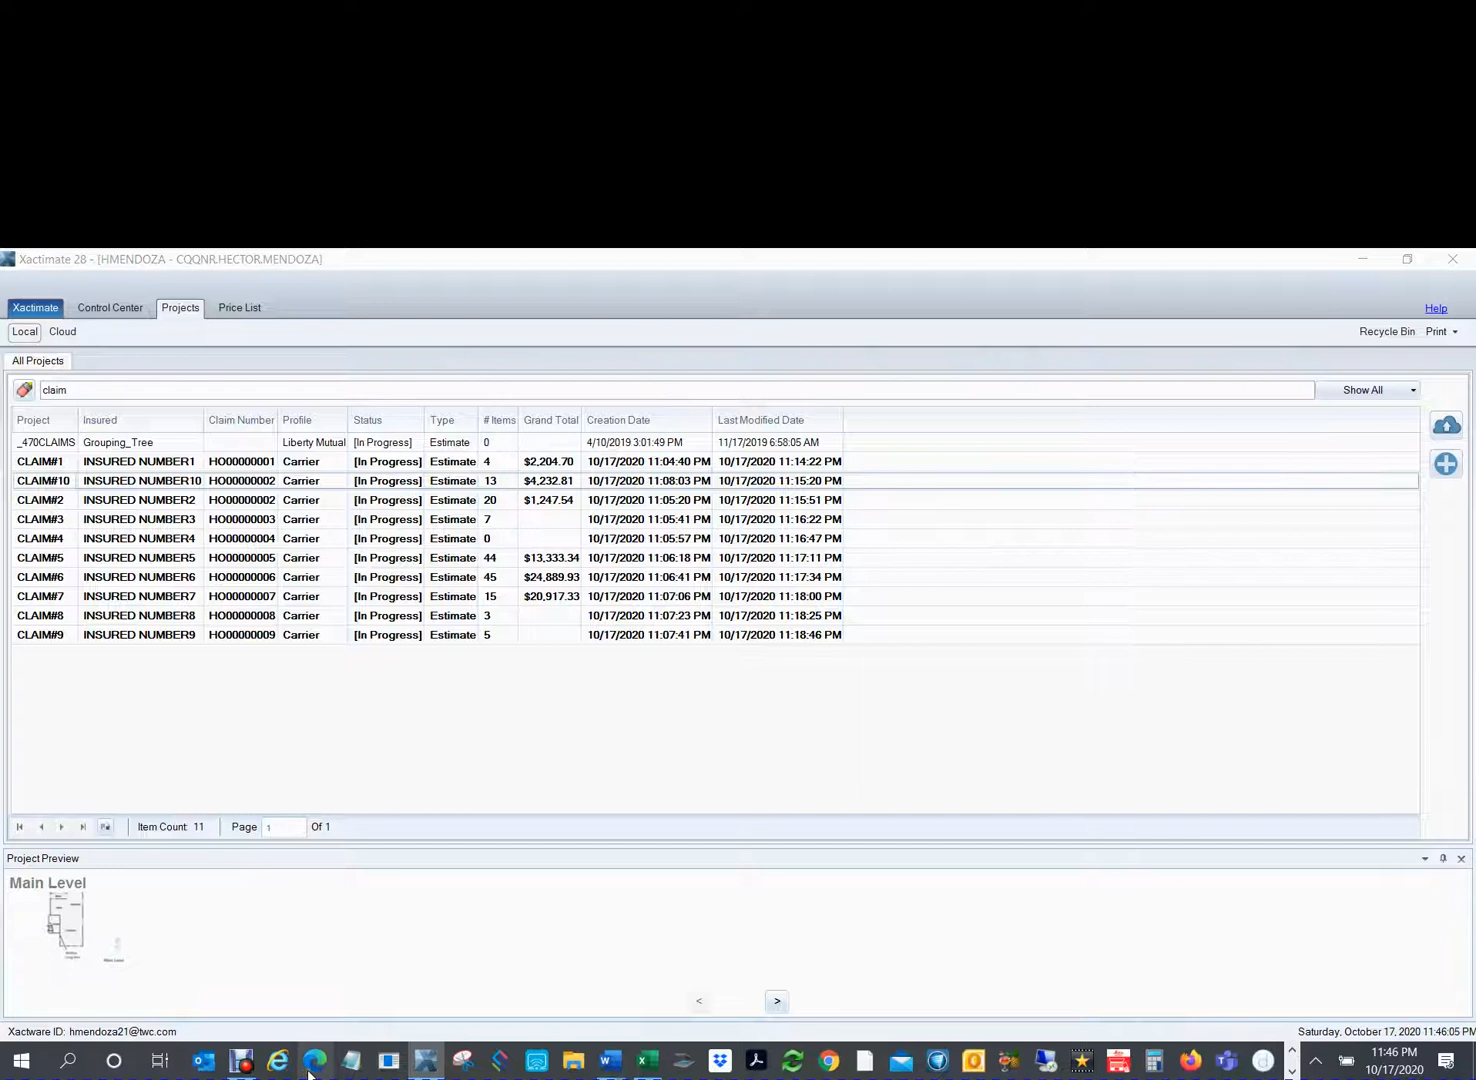 Xactimate 28 - [HMENDOZA - CQQNR.HECTOR.MENDOZA]
Xactimate Control Center Projects Price List Help
Local Cloud Recycle Bin Print
All Projects
claim Show All
Project Insured Claim Number Profile Status Type # Items Grand Total Creation Date Last Modified Date
_470CLAIMS Grouping_Tree Liberty Mutual [In Progress] Estimate 0 4/10/2019 3:01:49 PM 11/17/2019 6:58:05 AM
CLAIM#1 INSURED NUMBER1 HO00000001 Carrier [In Progress] Estimate 4 $2,204.70 10/17/2020 11:04:40 PM 10/17/2020 11:14:22 PM
CLAIM#10 INSURED NUMBER10 HO00000002 Carrier [In Progress] Estimate 13 $4,232.81 10/17/2020 11:08:03 PM 10/17/2020 11:15:20 PM
CLAIM#2 INSURED NUMBER2 HO00000002 Carrier [In Progress] Estimate 20 $1,247.54 10/17/2020 11:05:20 PM 10/17/2020 11:15:51 PM
CLAIM#3 INSURED NUMBER3 HO00000003 Carrier [In Progress] Estimate 7 10/17/2020 11:05:41 PM 10/17/2020 11:16:22 PM
CLAIM#4 INSURED NUMBER4 HO00000004 Carrier [In Progress] Estimate 0 10/17/2020 11:05:57 PM 10/17/2020 11:16:47 PM
CLAIM#5 INSURED NUMBER5 HO00000005 Carrier [In Progress] Estimate 44 $13,333.34 10/17/2020 11:06:18 PM 10/17/2020 11:17:11 PM
CLAIM#6 INSURED NUMBER6 HO00000006 Carrier [In Progress] Estimate 45 $24,889.93 10/17/2020 11:06:41 PM 10/17/2020 11:17:34 PM
CLAIM#7 INSURED NUMBER7 HO00000007 Carrier [In Progress] Estimate 15 $20,917.33 10/17/2020 11:07:06 PM 10/17/2020 11:18:00 PM
CLAIM#8 INSURED NUMBER8 HO00000008 Carrier [In Progress] Estimate 3 10/17/2020 11:07:23 PM 10/17/2020 11:18:25 PM
CLAIM#9 INSURED NUMBER9 HO00000009 Carrier [In Progress] Estimate 5 10/17/2020 11:07:41 PM 10/17/2020 11:18:46 PM
Item Count: 11 Page 1 Of 1
Project Preview
Main Level
Main Level
< >
Xactware ID: hmendoza21@twc.com Saturday, October 17, 2020 11:46:05 PM
11:46 PM
10/17/2020